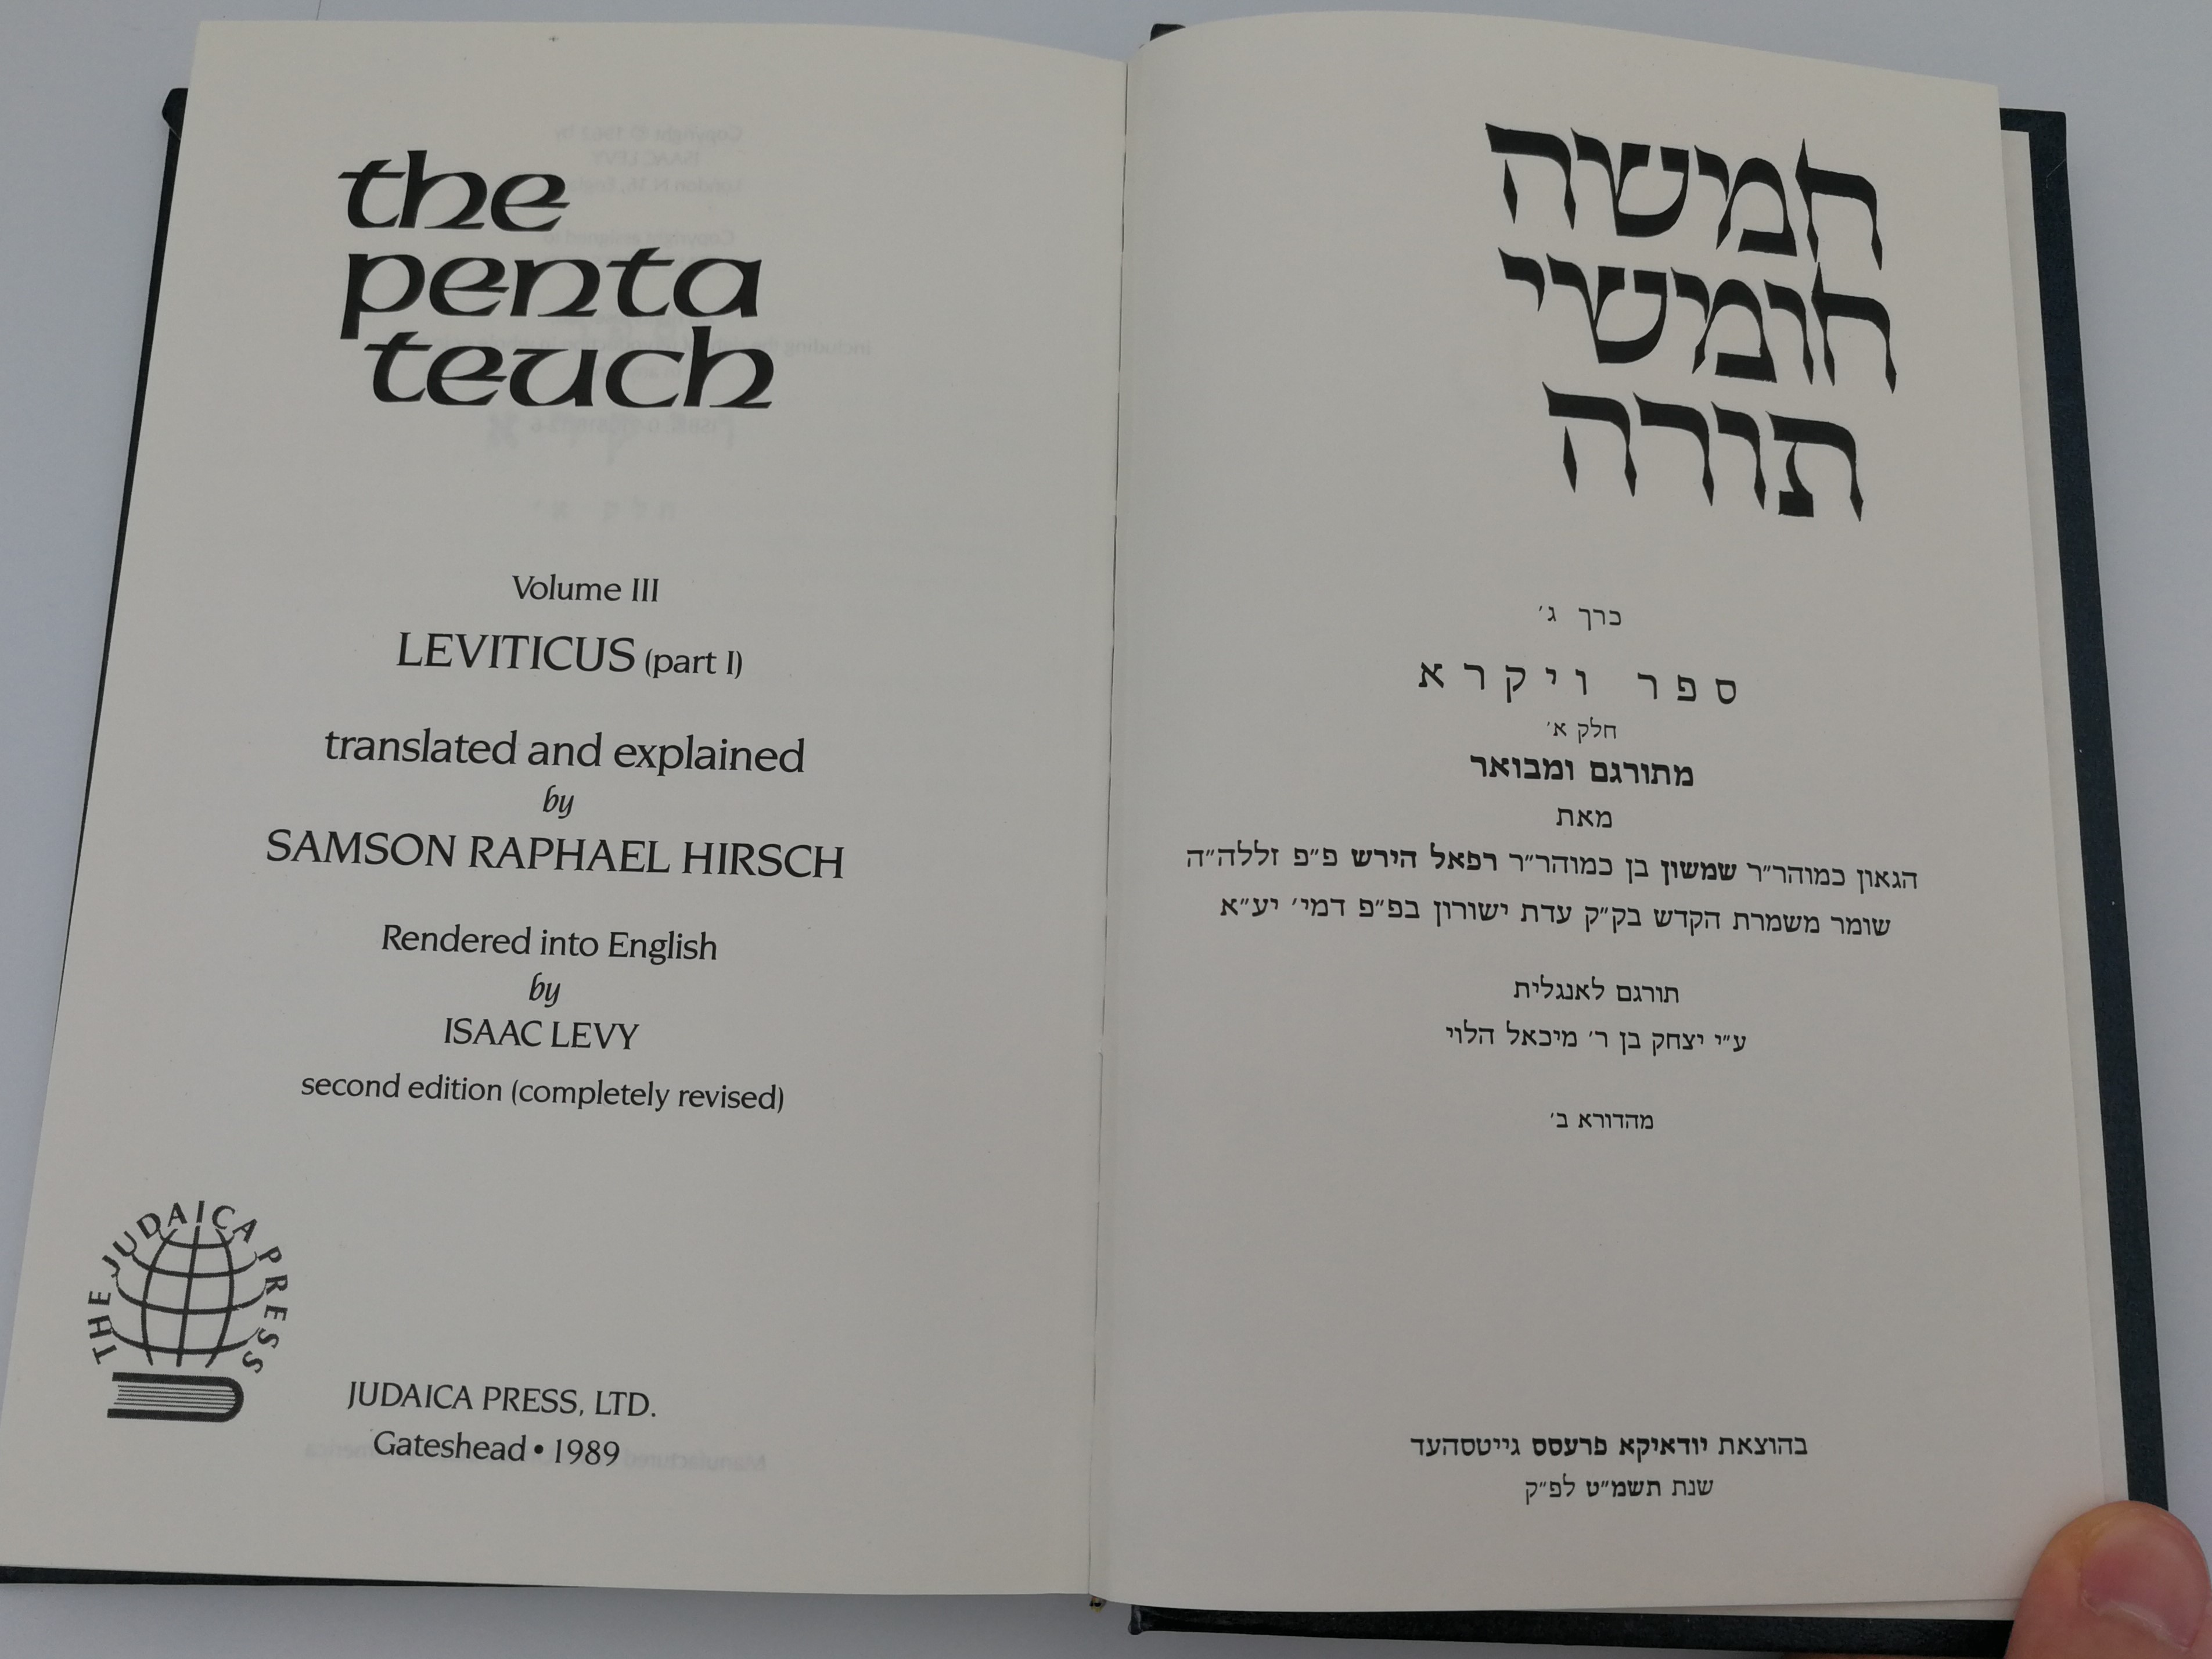 the
penta
teuch
Volume III
LEVITICUS (part I)
translated and explained
by
SAMSON RAPHAEL HIRSCH
Rendered into English
by
ISAAC LEVY
second edition (completely revised)
THE JUDAICA PRESS
JUDAICA PRESS, LTD.
Gateshead • 1989
חמשה
חומשי
תורה
כרך ג׳
ספר ויקרא
חלק א׳
מתורגם ומבואר
מאת
הגאון כמוהר״ר שמשון בן כמוהר״ר רפאל הירש פ״פ זללה״ה
שומר משמרת הקדש בק״ק עדת ישורון בפ״פ דמי׳ יע״א
תורגם לאנגלית
ע״י יצחק בן ר׳ מיכאל הלוי
מהדורא ב׳
בהוצאת יודאיקא פרעסס גייטסהעד
שנת תשמ״ט לפ״ק